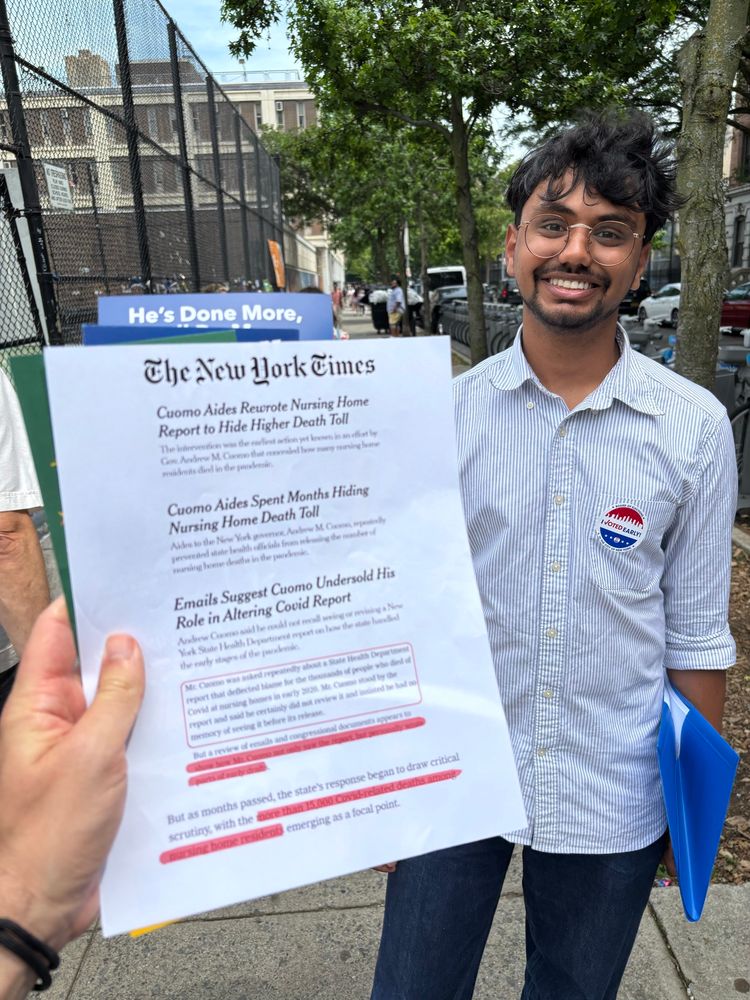 NO TRESPASSING
He's Done More,
The New York Times
Cuomo Aides Rewrote Nursing Home
Report to Hide Higher Death Toll
The intervention was the earliest action yet known in an effort by
Gov. Andrew M. Cuomo that concealed how many nursing home
residents died in the pandemic.
Cuomo Aides Spent Months Hiding
Nursing Home Death Toll
Aides to the New York governor, Andrew M. Cuomo, repeatedly
prevented state health officials from releasing the number of
nursing home deaths in the pandemic.
Emails Suggest Cuomo Undersold His
Role in Altering Covid Report
Andrew Cuomo said he could not recall seeing or revising a New
York State Health Department report on how the state handled
the early stages of the pandemic.
Mr. Cuomo was asked repeatedly about a State Health Department
report that deflected blame for the thousands of people who died of
Covid at nursing homes in early 2020. Mr. Cuomo stood by the
report and said he certainly did not review it and insisted he had no
memory of seeing it before its release.
But a review of emails and congressional documents appears to
show how Mr. Cuomo not only saw the report, but personally wrote
parts of early drafts.
But as months passed, the state's response began to draw critical
scrutiny, with the more than 15,000 Covid-related deaths among
nursing home residents emerging as a focal point.
I VOTED EARLY!